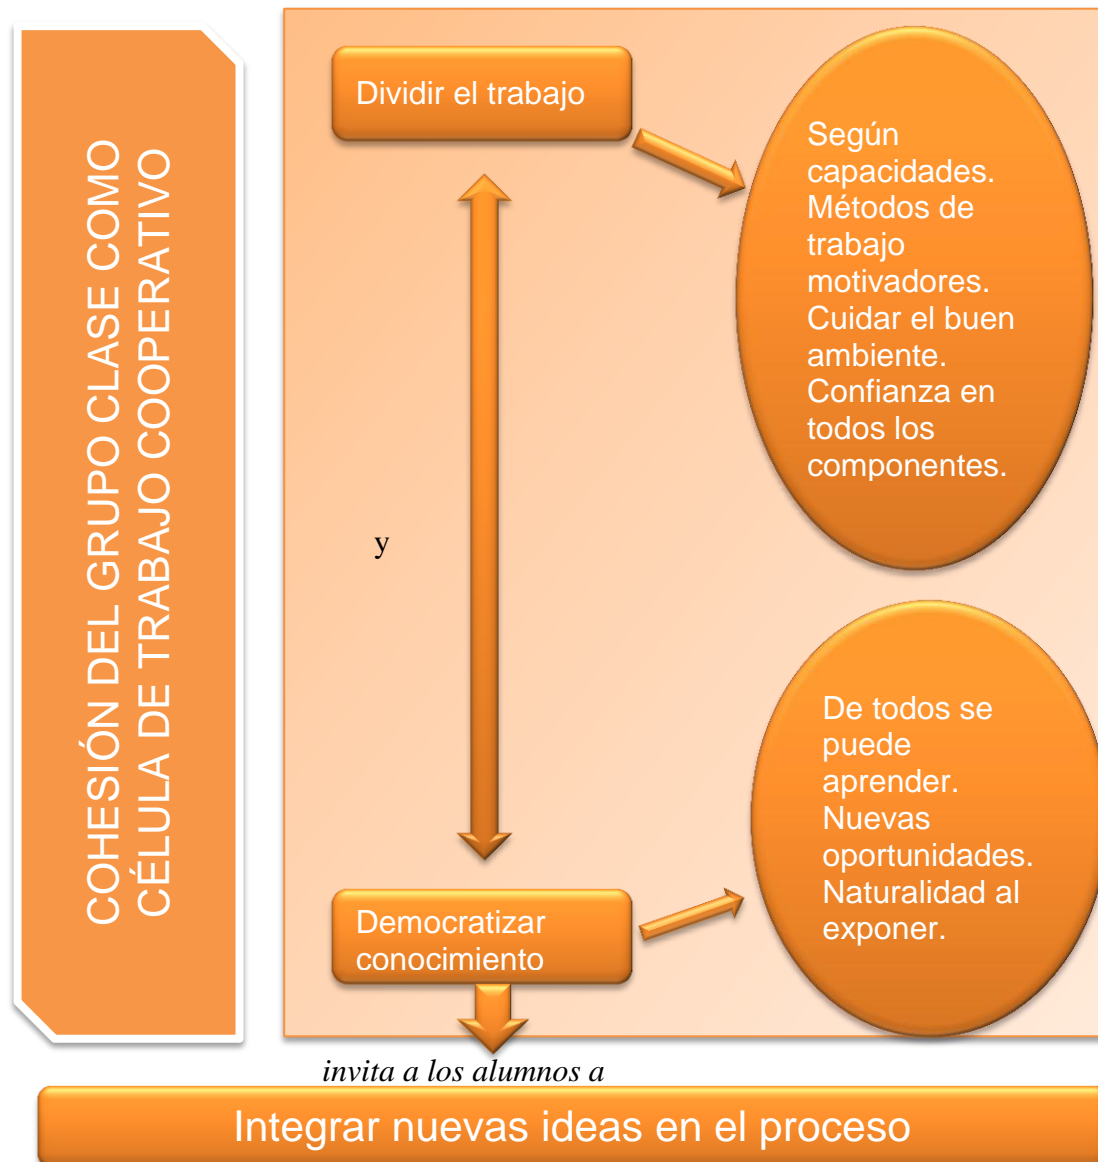 COHESIÓN DEL GRUPO CLASE COMO
CÉLULA DE TRABAJO COOPERATIVO
Dividir el trabajo
Según
capacidades.
Métodos de
trabajo
motivadores.
Cuidar el buen
ambiente.
Confianza en
todos los
componentes.
y
De todos se
puede
aprender.
Nuevas
oportunidades.
Naturalidad al
exponer.
Democratizar
conocimiento
invita a los alumnos a
Integrar nuevas ideas en el proceso